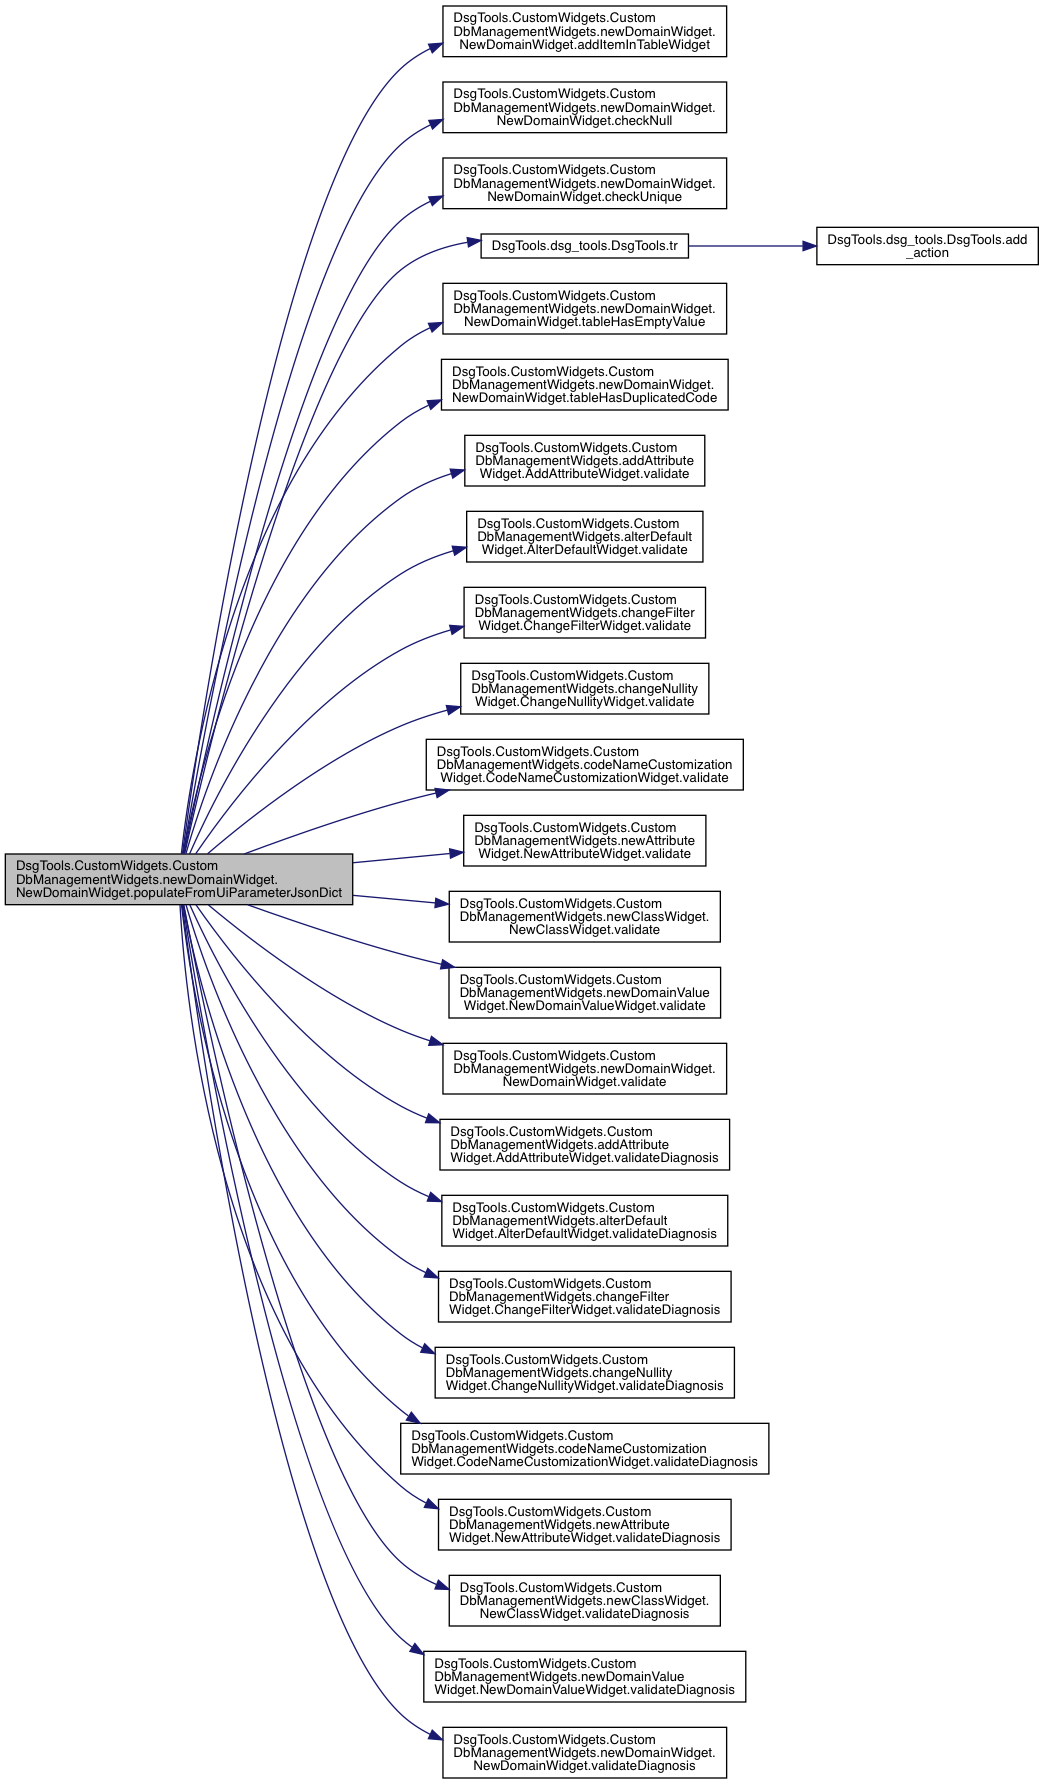 DsgTools.CustomWidgets.Custom
DbManagementWidgets.newDomainWidget.
NewDomainWidget.addItemInTableWidget
DsgTools.CustomWidgets.Custom
DbManagementWidgets.newDomainWidget.
NewDomainWidget.checkNull
DsgTools.CustomWidgets.Custom
DbManagementWidgets.newDomainWidget.
NewDomainWidget.checkUnique
DsgTools.dsg_tools.DsgTools.tr
DsgTools.dsg_tools.DsgTools.add
_action
DsgTools.CustomWidgets.Custom
DbManagementWidgets.newDomainWidget.
NewDomainWidget.tableHasEmptyValue
DsgTools.CustomWidgets.Custom
DbManagementWidgets.newDomainWidget.
NewDomainWidget.tableHasDuplicatedCode
DsgTools.CustomWidgets.Custom
DbManagementWidgets.addAttribute
Widget.AddAttributeWidget.validate
DsgTools.CustomWidgets.Custom
DbManagementWidgets.alterDefault
Widget.AlterDefaultWidget.validate
DsgTools.CustomWidgets.Custom
DbManagementWidgets.changeFilter
Widget.ChangeFilterWidget.validate
DsgTools.CustomWidgets.Custom
DbManagementWidgets.changeNullity
Widget.ChangeNullityWidget.validate
DsgTools.CustomWidgets.Custom
DbManagementWidgets.codeNameCustomization
Widget.CodeNameCustomizationWidget.validate
DsgTools.CustomWidgets.Custom
DbManagementWidgets.newAttribute
Widget.NewAttributeWidget.validate
DsgTools.CustomWidgets.Custom
DbManagementWidgets.newDomainWidget.
NewDomainWidget.populateFromUiParameterJsonDict
DsgTools.CustomWidgets.Custom
DbManagementWidgets.newClassWidget.
NewClassWidget.validate
DsgTools.CustomWidgets.Custom
DbManagementWidgets.newDomainValue
Widget.NewDomainValueWidget.validate
DsgTools.CustomWidgets.Custom
DbManagementWidgets.newDomainWidget.
NewDomainWidget.validate
DsgTools.CustomWidgets.Custom
DbManagementWidgets.addAttribute
Widget.AddAttributeWidget.validateDiagnosis
DsgTools.CustomWidgets.Custom
DbManagementWidgets.alterDefault
Widget.AlterDefaultWidget.validateDiagnosis
DsgTools.CustomWidgets.Custom
DbManagementWidgets.changeFilter
Widget.ChangeFilterWidget.validateDiagnosis
DsgTools.CustomWidgets.Custom
DbManagementWidgets.changeNullity
Widget.ChangeNullityWidget.validateDiagnosis
DsgTools.CustomWidgets.Custom
DbManagementWidgets.codeNameCustomization
Widget.CodeNameCustomizationWidget.validateDiagnosis
DsgTools.CustomWidgets.Custom
DbManagementWidgets.newAttribute
Widget.NewAttributeWidget.validateDiagnosis
DsgTools.CustomWidgets.Custom
DbManagementWidgets.newClassWidget.
NewClassWidget.validateDiagnosis
DsgTools.CustomWidgets.Custom
DbManagementWidgets.newDomainValue
Widget.NewDomainValueWidget.validateDiagnosis
DsgTools.CustomWidgets.Custom
DbManagementWidgets.newDomainWidget.
NewDomainWidget.validateDiagnosis